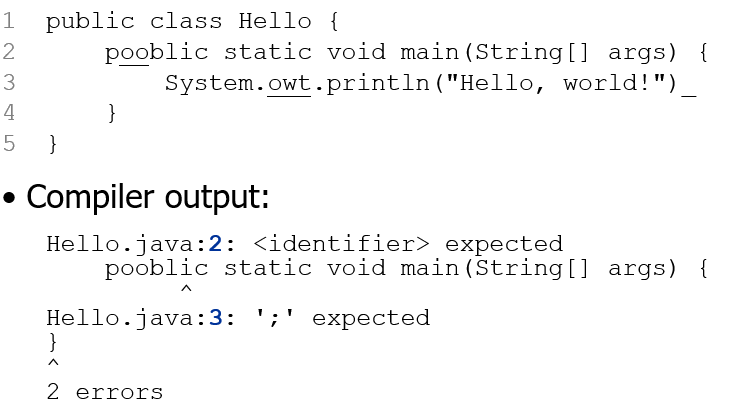 1 public class Hello {
2     pooblic static void main(String[] args) {
3         System.owt.println("Hello, world!")_
4     }
5 }
• Compiler output:
Hello.java:2: <identifier> expected
    pooblic static void main(String[] args) {
         ^
Hello.java:3: ';' expected
}
^
2 errors